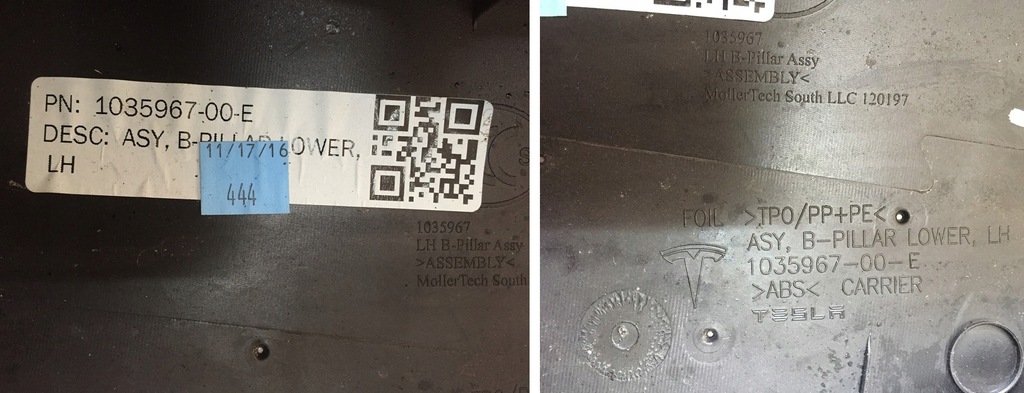 PN: 1035967-00-E
DESC: ASY, B-PILLAR LOWER,
LH
11/17/16
444
1035967
LH B-Pillar Assy
>ASSEMBLY<
MollerTech South
1035967
LH B-Pillar Assy
>ASSEMBLY<
MollerTech South LLC 120197
FOIL >TPO/PP+PE<
ASY, B-PILLAR LOWER, LH
1035967-00-E
>ABS< CARRIER
TESLA